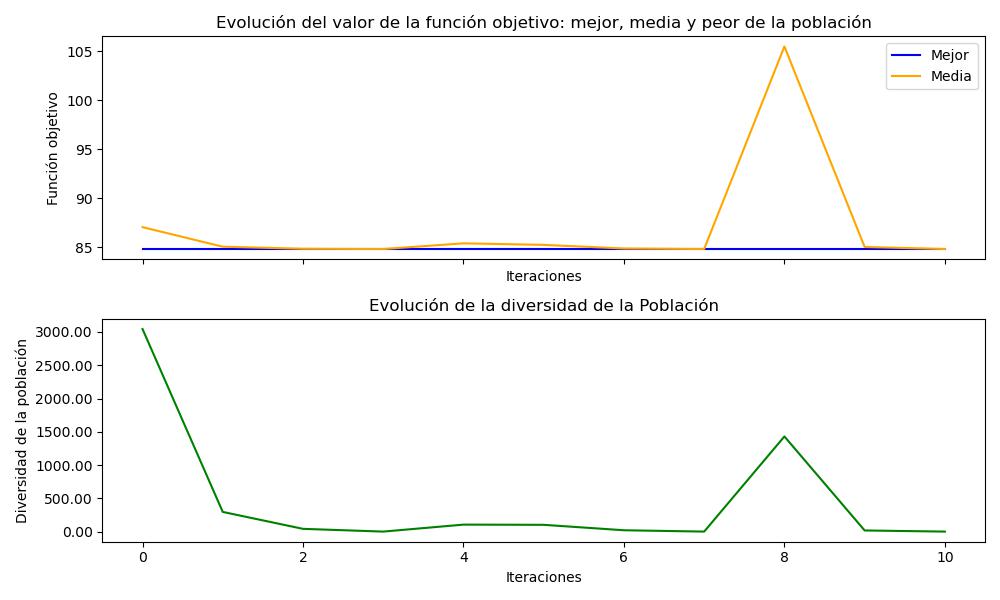 Evolución del valor de la función objetivo: mejor, media y peor de la población
105
100
95
90
85
Función objetivo
Mejor
Media
Iteraciones
Evolución de la diversidad de la Población
3000.00
2500.00
2000.00
1500.00
1000.00
500.00
0.00
Diversidad de la población
0 2 4 6 8 10
Iteraciones